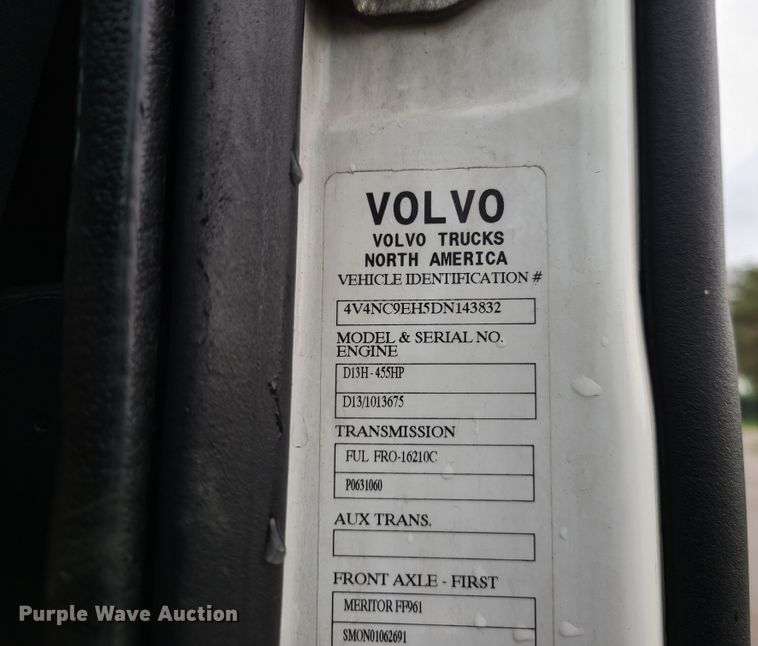 VOLVO
VOLVO TRUCKS
NORTH AMERICA
VEHICLE IDENTIFICATION #
4V4NC9EH5DN143832
MODEL & SERIAL NO.
ENGINE
D13H - 455HP
D13/1013675
TRANSMISSION
FUL FRO-16210C
P0631060
AUX TRANS.
FRONT AXLE - FIRST
MERITOR FF961
SMON01062691
Purple Wave Auction